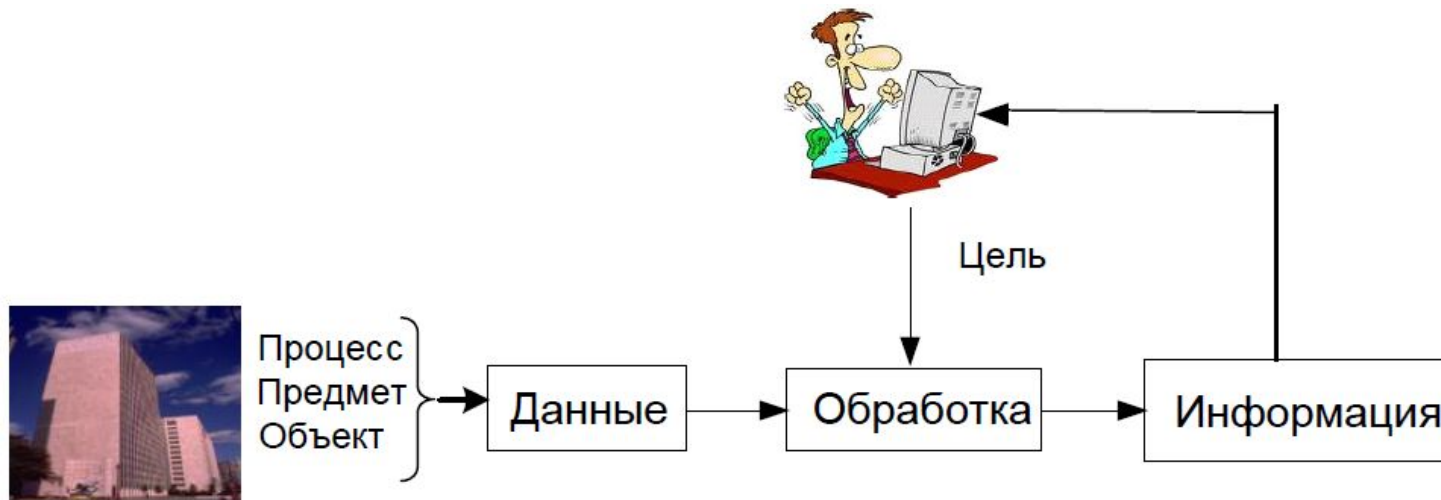 Цель
Процесс
Предмет
Объект
Данные
Обработка
Информация